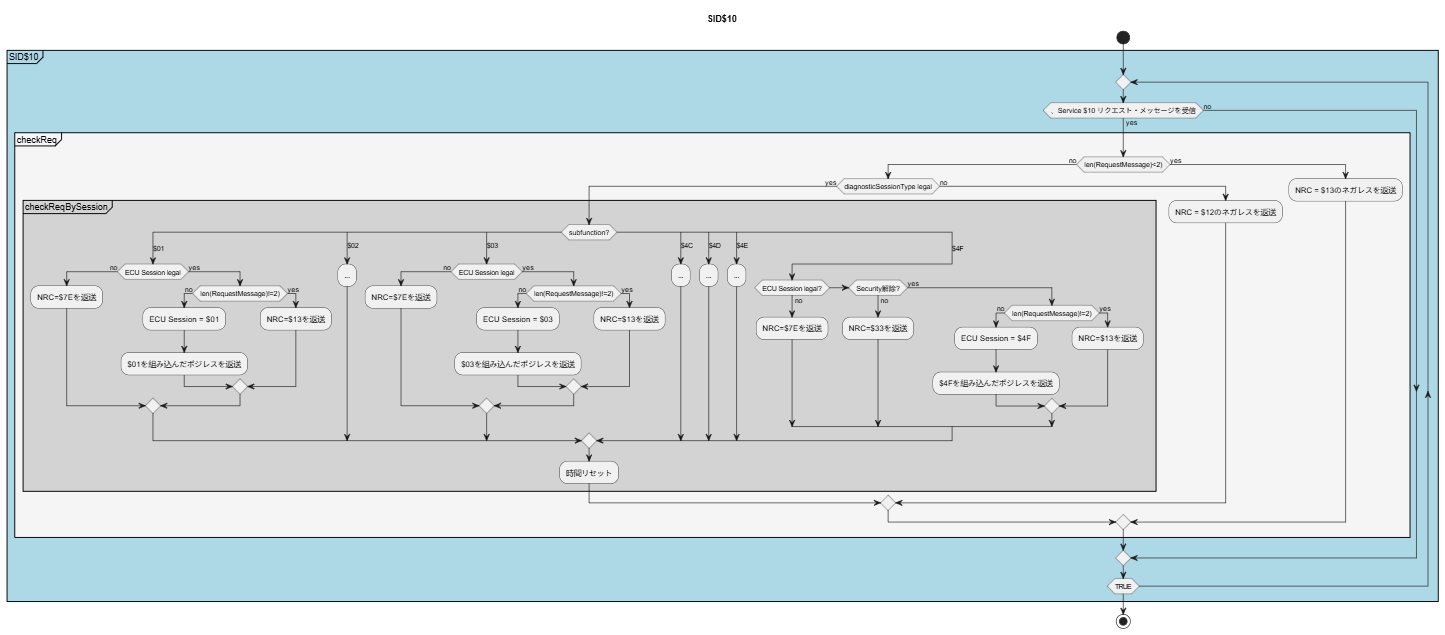 SID$10
SID$10
、Service $10 リクエスト・メッセージを受信
no
yes
checkReq
no
len(RequestMessage)<2)
yes
yes
diagnosticSessionType legal
no
NRC = $13のネガレスを返送
NRC = $12のネガレスを返送
checkReqBySession
subfunction?
$01
$02
$03
$4C
$4D
$4E
$4F
no
ECU Session legal
yes
...
no
ECU Session legal
yes
...
...
...
ECU Session legal?
Security解除?
yes
NRC=$7Eを返送
no
len(RequestMessage)!=2)
yes
NRC=$7Eを返送
no
len(RequestMessage)!=2)
yes
no
no
no
len(RequestMessage)!=2)
yes
ECU Session = $01
NRC=$13を返送
ECU Session = $03
NRC=$13を返送
NRC=$7Eを返送
NRC=$33を返送
ECU Session = $4F
NRC=$13を返送
$01を組み込んだポジレスを返送
$03を組み込んだポジレスを返送
$4Fを組み込んだポジレスを返送
時間リセット
TRUE